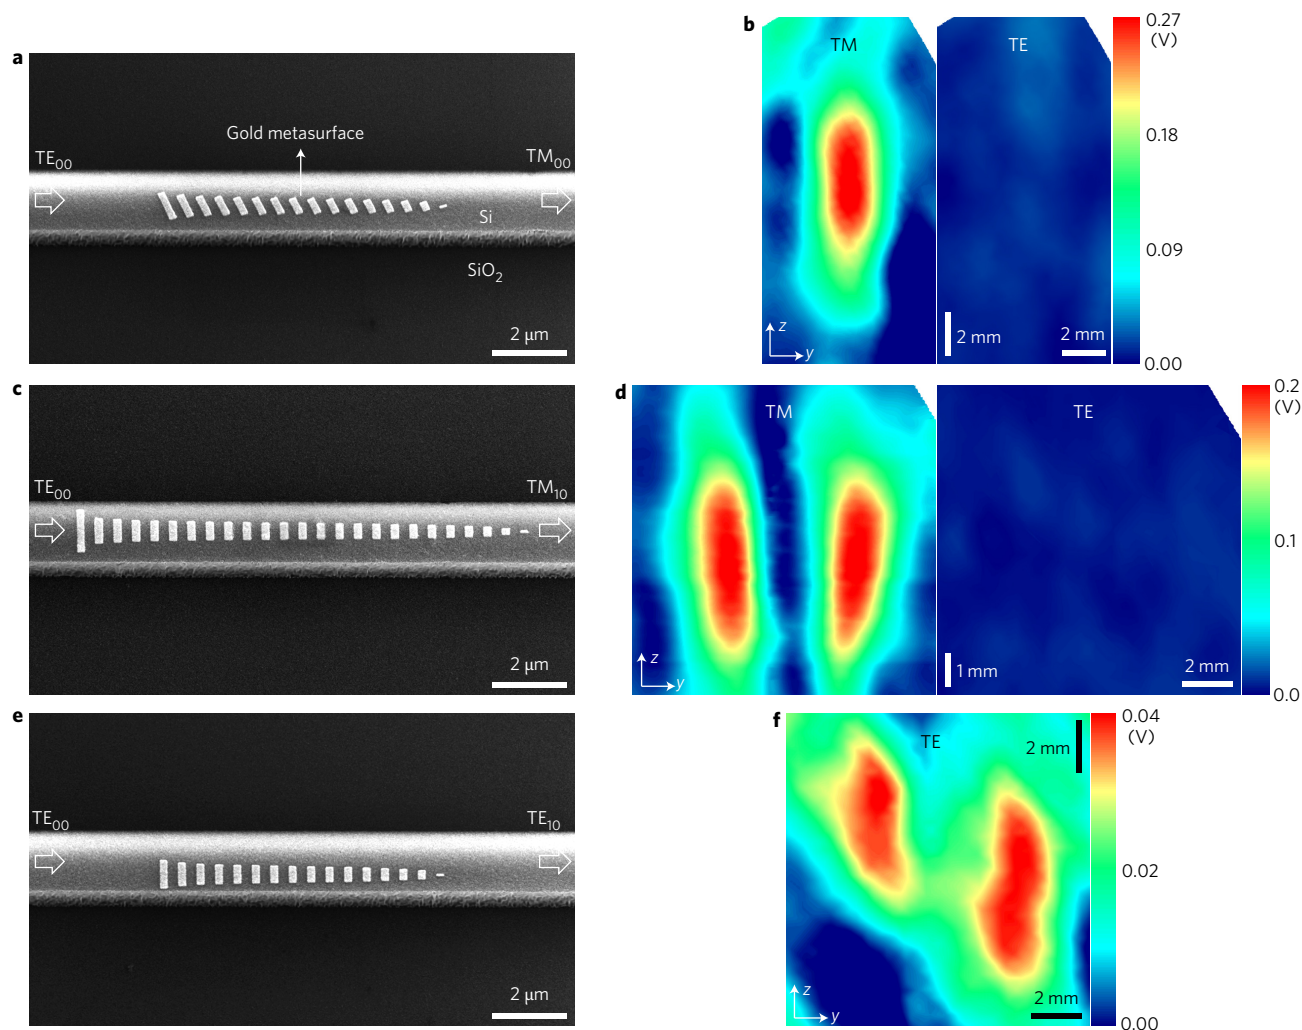 a
Gold metasurface
TE₀₀
TM₀₀
Si
SiO₂
2 µm
b
TM
TE
0.27
(V)
0.18
0.09
0.00
z
y
2 mm
2 mm
c
TE₀₀
TM₁₀
2 µm
d
TM
TE
0.2
(V)
0.1
0.0
z
y
1 mm
2 mm
e
TE₀₀
TE₁₀
2 µm
f
TE
2 mm
0.04
(V)
0.02
0.00
z
y
2 mm